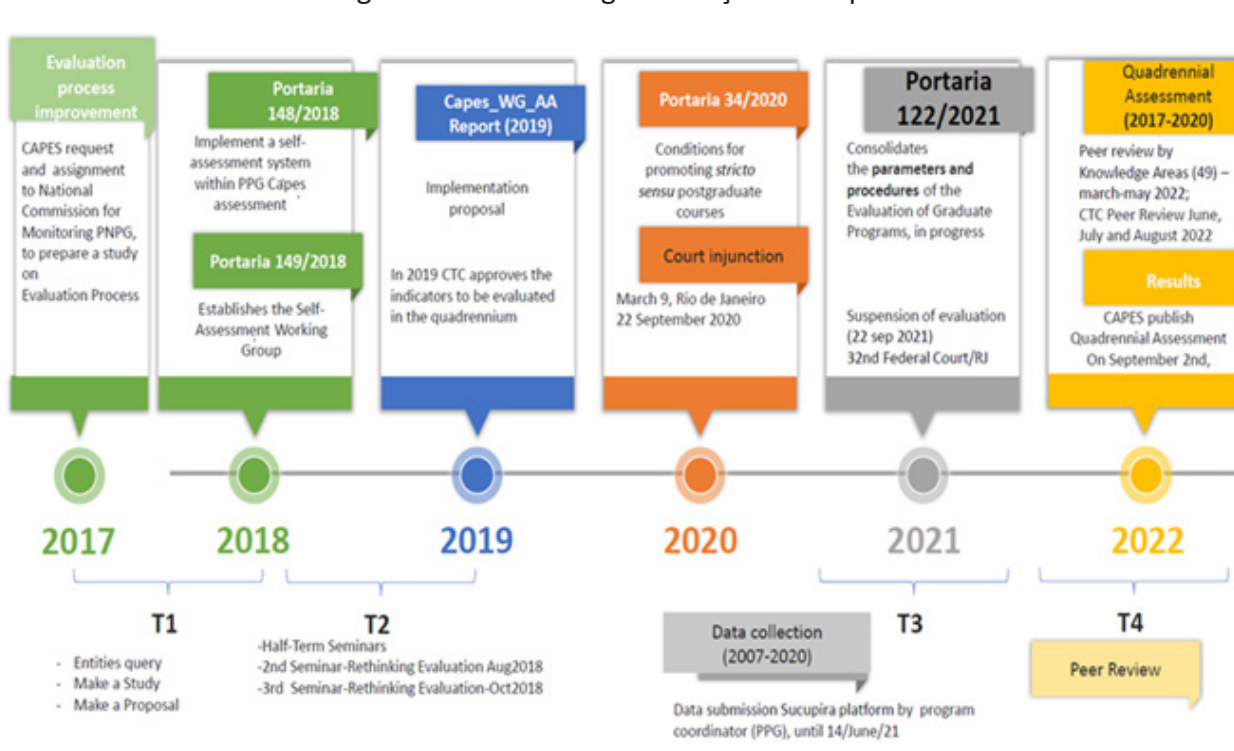 Evaluation
process
improvement
CAPES request
and assignment
to National
Commission for
Monitoring PNPG,
to prepare a study
on
Evaluation Process
Portaria
148/2018
Implement a self-
assessment system
within PPG Capes
assessment
Portaria 149/2018
Establishes the Self-
Assessment Working
Group
Capes_WG_AA
Report (2019)
Implementation
proposal
In 2019 CTC approves the
indicators to be evaluated
in the quadrennium
Portaria 34/2020
Conditions for
promoting stricto
sensu postgraduate
courses
Court injunction
March 9, Rio de Janeiro
22 September 2020
Portaria
122/2021
Consolidates
the parameters and
procedures of the
Evaluation of Graduate
Programs, in progress
Suspension of evaluation
(22 sep 2021)
32nd Federal Court/RJ
Quadrennial
Assessment
(2017-2020)
Peer review by
Knowledge Areas (49) –
march-may 2022;
CTC Peer Review June,
July and August 2022
Results
CAPES publish
Quadrennial Assessment
On September 2nd,
2017
2018
2019
2020
2021
2022
T1
- Entities query
- Make a Study
- Make a Proposal
T2
-Half-Term Seminars
-2nd Seminar-Rethinking Evaluation Aug2018
-3rd Seminar-Rethinking Evaluation-Oct2018
Data collection
(2007-2020)
Data submission Sucupira platform by program
coordinator (PPG), until 14/June/21
T3
T4
Peer Review